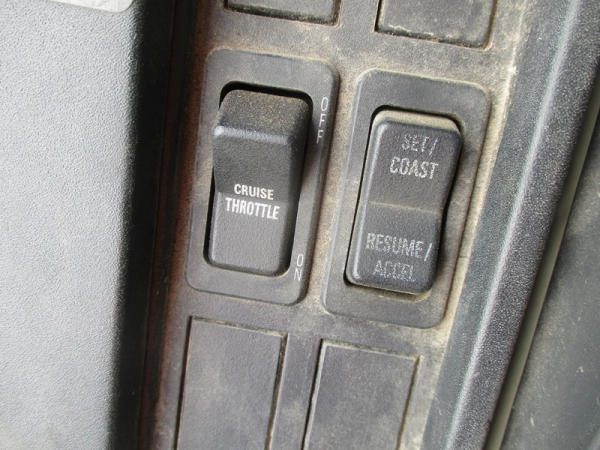 OFF
CRUISE
THROTTLE
ON
SET/
COAST
RESUME/
ACCEL